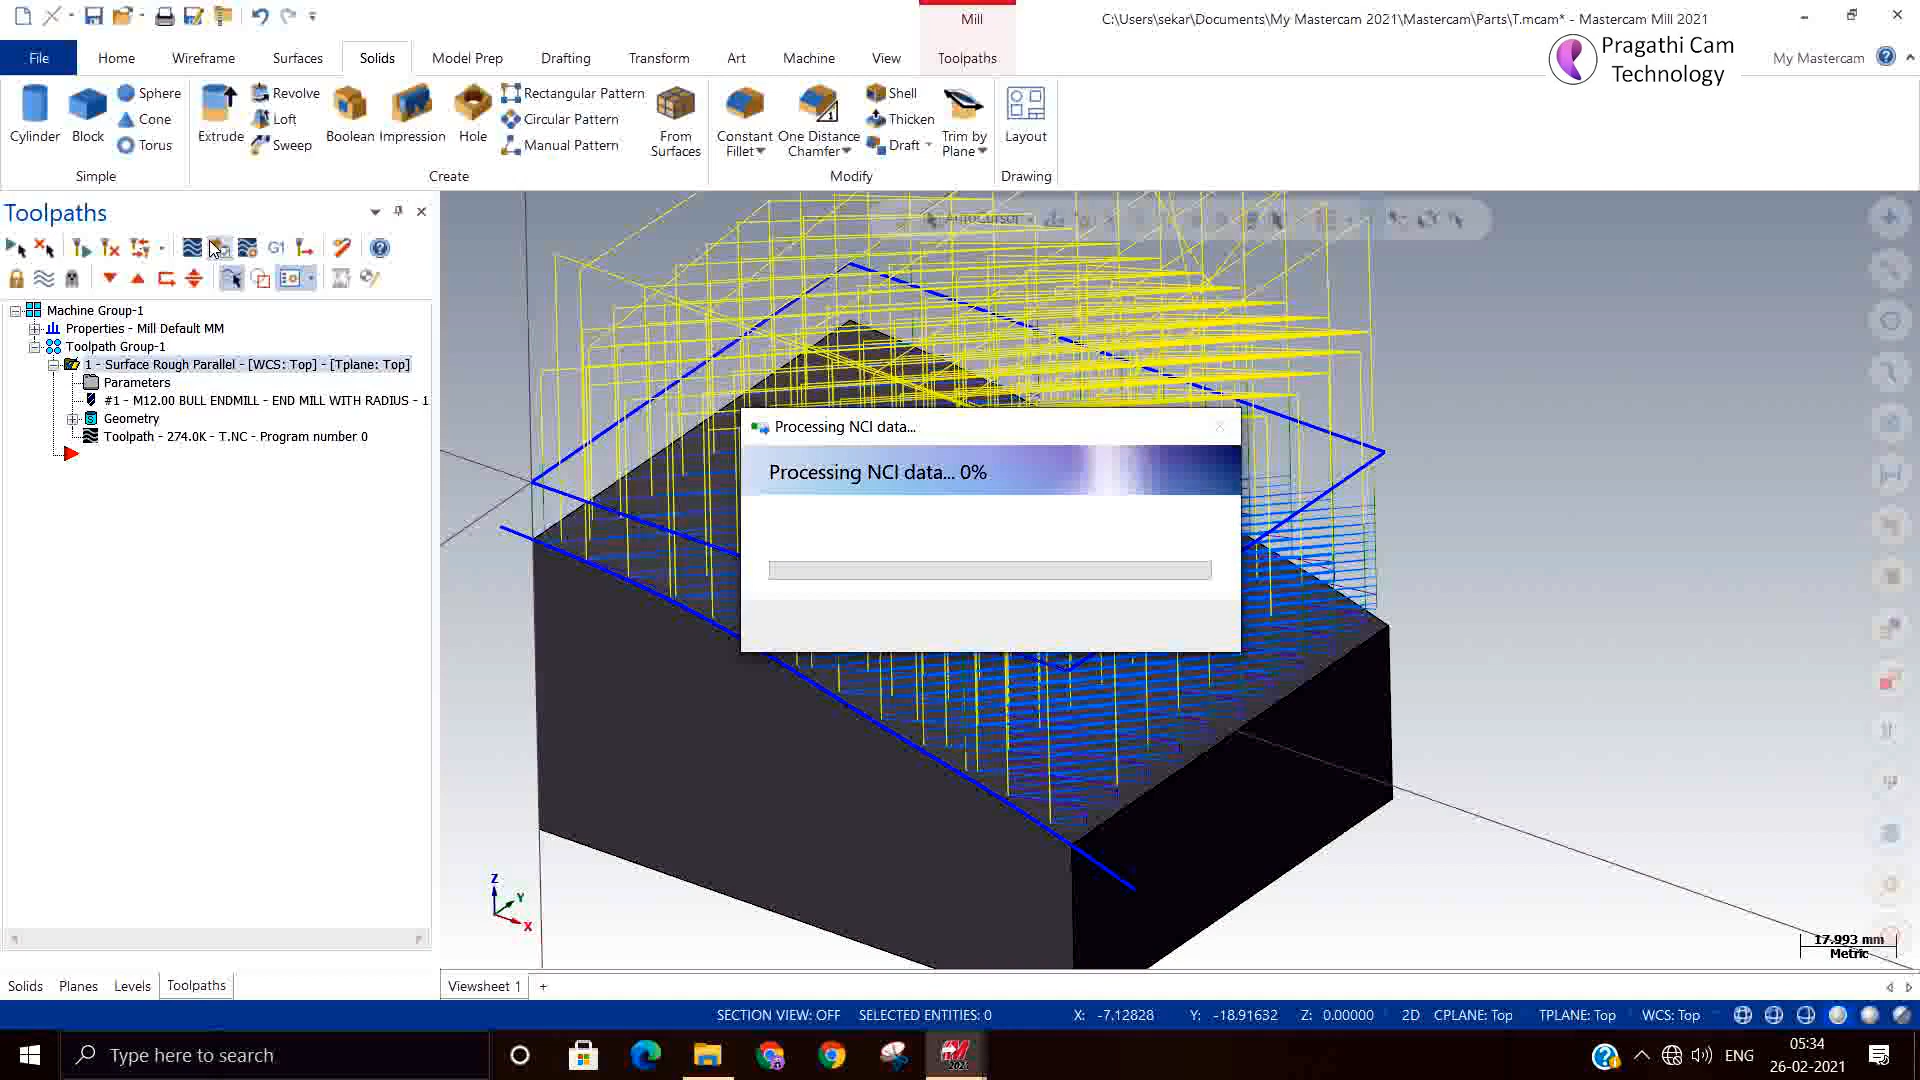 Mill
C:\Users\sekar\Documents\My Mastercam 2021\Mastercam\Parts\T.mcam* - Mastercam Mill 2021
File
Home
Wireframe
Surfaces
Solids
Model Prep
Drafting
Transform
Art
Machine
View
Toolpaths
Pragathi Cam
Technology
My Mastercam
Cylinder
Block
Sphere
Cone
Torus
Simple
Extrude
Revolve
Loft
Sweep
Boolean
Impression
Hole
Rectangular Pattern
Circular Pattern
Manual Pattern
From
Surfaces
Create
Constant
Fillet
One Distance
Chamfer
Shell
Thicken
Draft
Trim by
Plane
Modify
Layout
Drawing
Toolpaths
G1
AutoCursor
Machine Group-1
Properties - Mill Default MM
Toolpath Group-1
1 - Surface Rough Parallel - [WCS: Top] - [Tplane: Top]
Parameters
#1 - M12.00 BULL ENDMILL - END MILL WITH RADIUS - 1
Geometry
Toolpath - 274.0K - T.NC - Program number 0
Processing NCI data...
Processing NCI data... 0%
Z
Y
X
17.993 mm
Metric
Solids
Planes
Levels
Toolpaths
Viewsheet 1
+
SECTION VIEW: OFF
SELECTED ENTITIES: 0
X: -7.12828
Y: -18.91632
Z: 0.00000
2D
CPLANE: Top
TPLANE: Top
WCS: Top
Type here to search
2021
ENG
05:34
26-02-2021